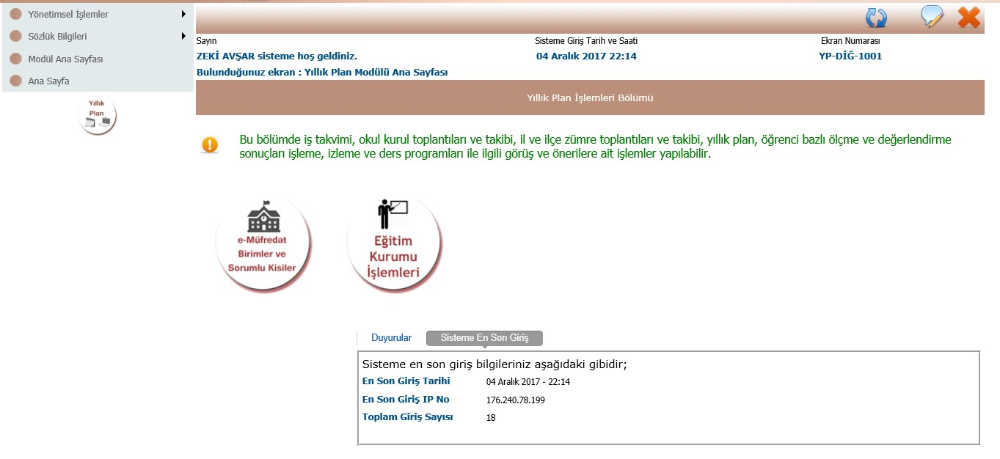 Yönetimsel İşlemler
Sözlük Bilgileri
Modül Ana Sayfası
Ana Sayfa
Yıllık
Plan
Sayın
Sisteme Giriş Tarih ve Saati
Ekran Numarası
ZEKİ AVŞAR sisteme hoş geldiniz.
04 Aralık 2017 22:14
YP-DİĞ-1001
Bulunduğunuz ekran : Yıllık Plan Modülü Ana Sayfası
Yıllık Plan İşlemleri Bölümü
Bu bölümde iş takvimi, okul kurul toplantıları ve takibi, il ve ilçe zümre toplantıları ve takibi, yıllık plan, öğrenci bazlı ölçme ve değerlendirme
sonuçları işleme, izleme ve ders programları ile ilgili görüş ve önerilere ait işlemler yapılabilir.
e-Müfredat
Birimler ve
Sorumlu Kisiler
Eğitim
Kurumu
İşlemleri
Duyurular
Sisteme En Son Giriş
Sisteme en son giriş bilgileriniz aşağıdaki gibidir;
En Son Giriş Tarihi 04 Aralık 2017 - 22:14
En Son Giriş IP No 176.240.78.199
Toplam Giriş Sayısı 18